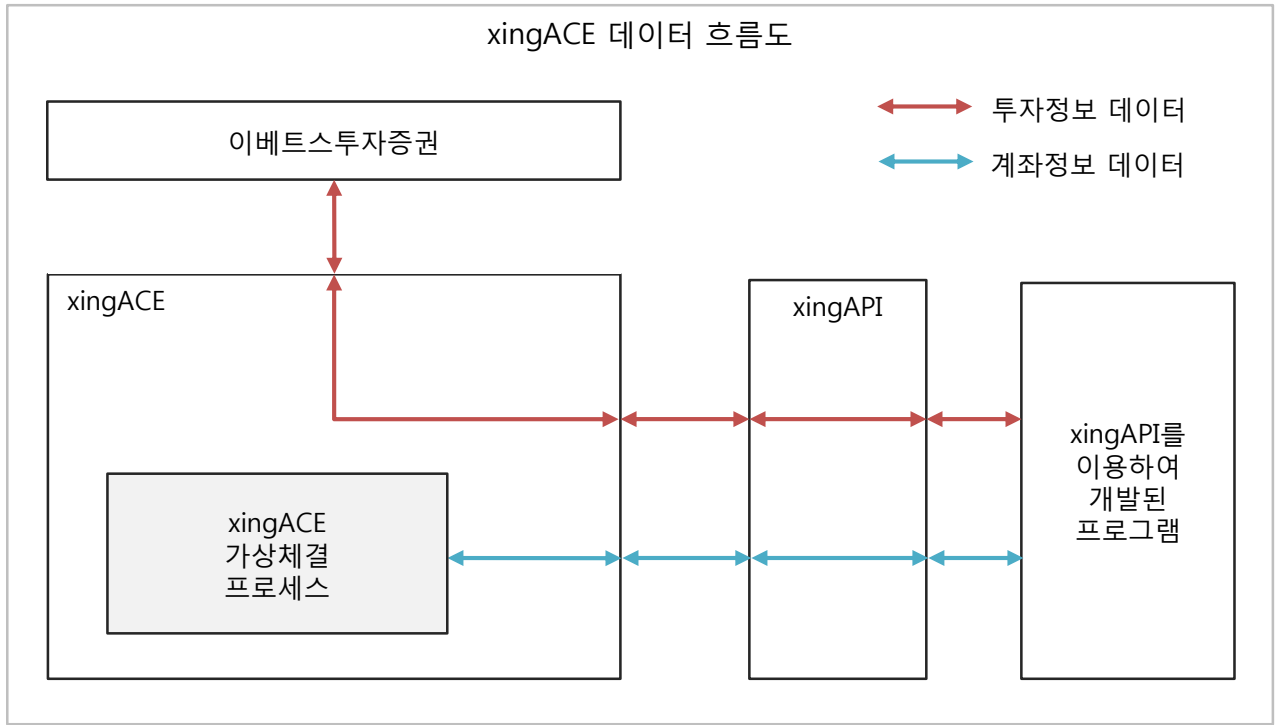 xingACE 데이터 흐름도
이베트스투자증권
투자정보 데이터
계좌정보 데이터
xingACE
xingAPI
xingAPI를
이용하여
개발된
프로그램
xingACE
가상체결
프로세스